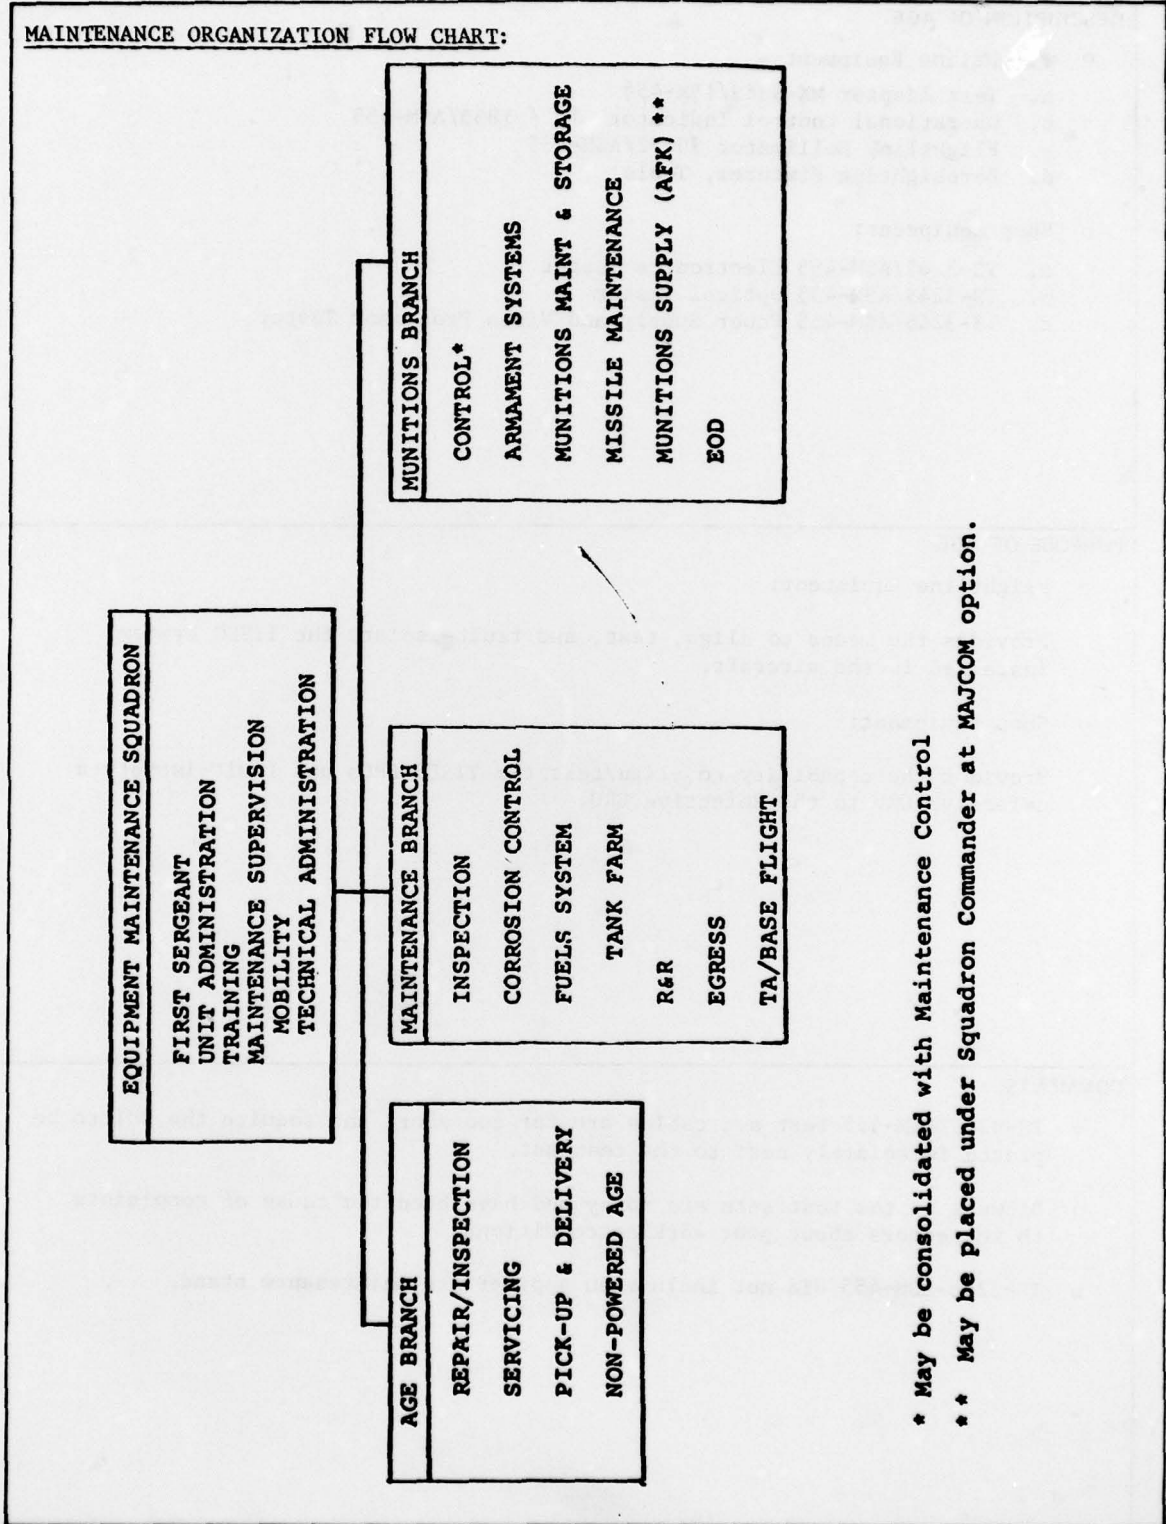 MAINTENANCE ORGANIZATION FLOW CHART:
EQUIPMENT MAINTENANCE SQUADRON
FIRST SERGEANT
UNIT ADMINISTRATION
TRAINING
MAINTENANCE SUPERVISION
MOBILITY
TECHNICAL ADMINISTRATION
AGE BRANCH
REPAIR/INSPECTION
SERVICING
PICK-UP & DELIVERY
NON-POWERED AGE
MAINTENANCE BRANCH
INSPECTION
CORROSION CONTROL
FUELS SYSTEM
TANK FARM
R&R
EGRESS
TA/BASE FLIGHT
MUNITIONS BRANCH
CONTROL*
ARMAMENT SYSTEMS
MUNITIONS MAINT & STORAGE
MISSILE MAINTENANCE
MUNITIONS SUPPLY (AFK) **
EOD
* May be consolidated with Maintenance Control
** May be placed under Squadron Commander at MAJCOM option.